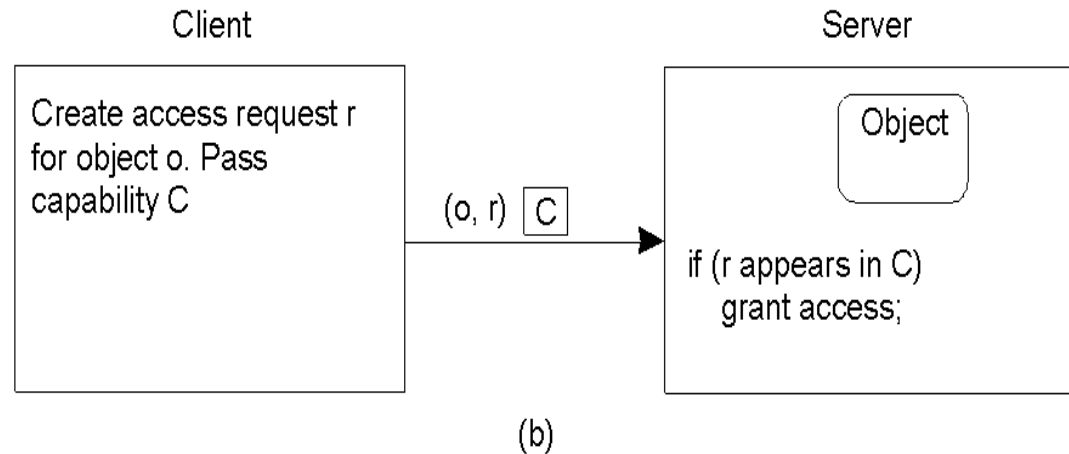 Client
Server
Create access request r
for object o. Pass
capability C
(o, r) C
Object
if (r appears in C)
grant access;
(b)